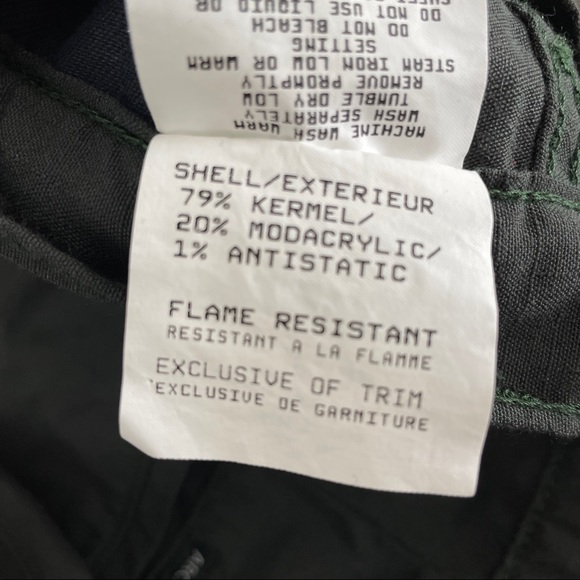 SHELL/EXTERIEUR
79% KERMEL/
20% MODACRYLIC/
1% ANTISTATIC
FLAME RESISTANT
RESISTANT A LA FLAMME
EXCLUSIVE OF TRIM
EXCLUSIVE DE GARNITURE
MACHINE WASH WARM
WASH SEPARATELY
TUMBLE DRY LOW
REMOVE PROMPTLY
STEAM IRON LOW OR WARM
SETTING
DO NOT BLEACH
DO NOT USE LIQUID OR